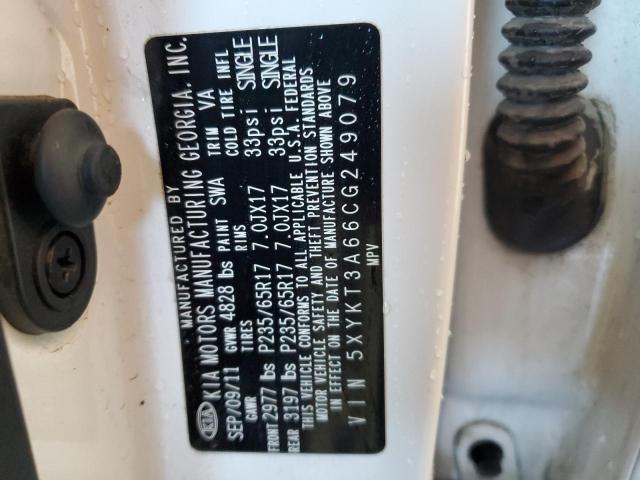 MANUFACTURED BY
KIA KIA MOTORS MANUFACTURING GEORGIA, INC.
SEP/09/11 GVWR 4828 lbs PAINT SWA TRIM VA
GAWR TIRES RIMS COLD TIRE INFL
FRONT 2977 lbs P235/65R17 7.0JX17 33psi SINGLE
REAR 3197 lbs P235/65R17 7.0JX17 33psi SINGLE
THIS VEHICLE CONFORMS TO ALL APPLICABLE U.S.A. FEDERAL
MOTOR VEHICLE SAFETY AND THEFT PREVENTION STANDARDS
IN EFFECT ON THE DATE OF MANUFACTURE SHOWN ABOVE
VIN 5XYKT3A66CG249079
MPV